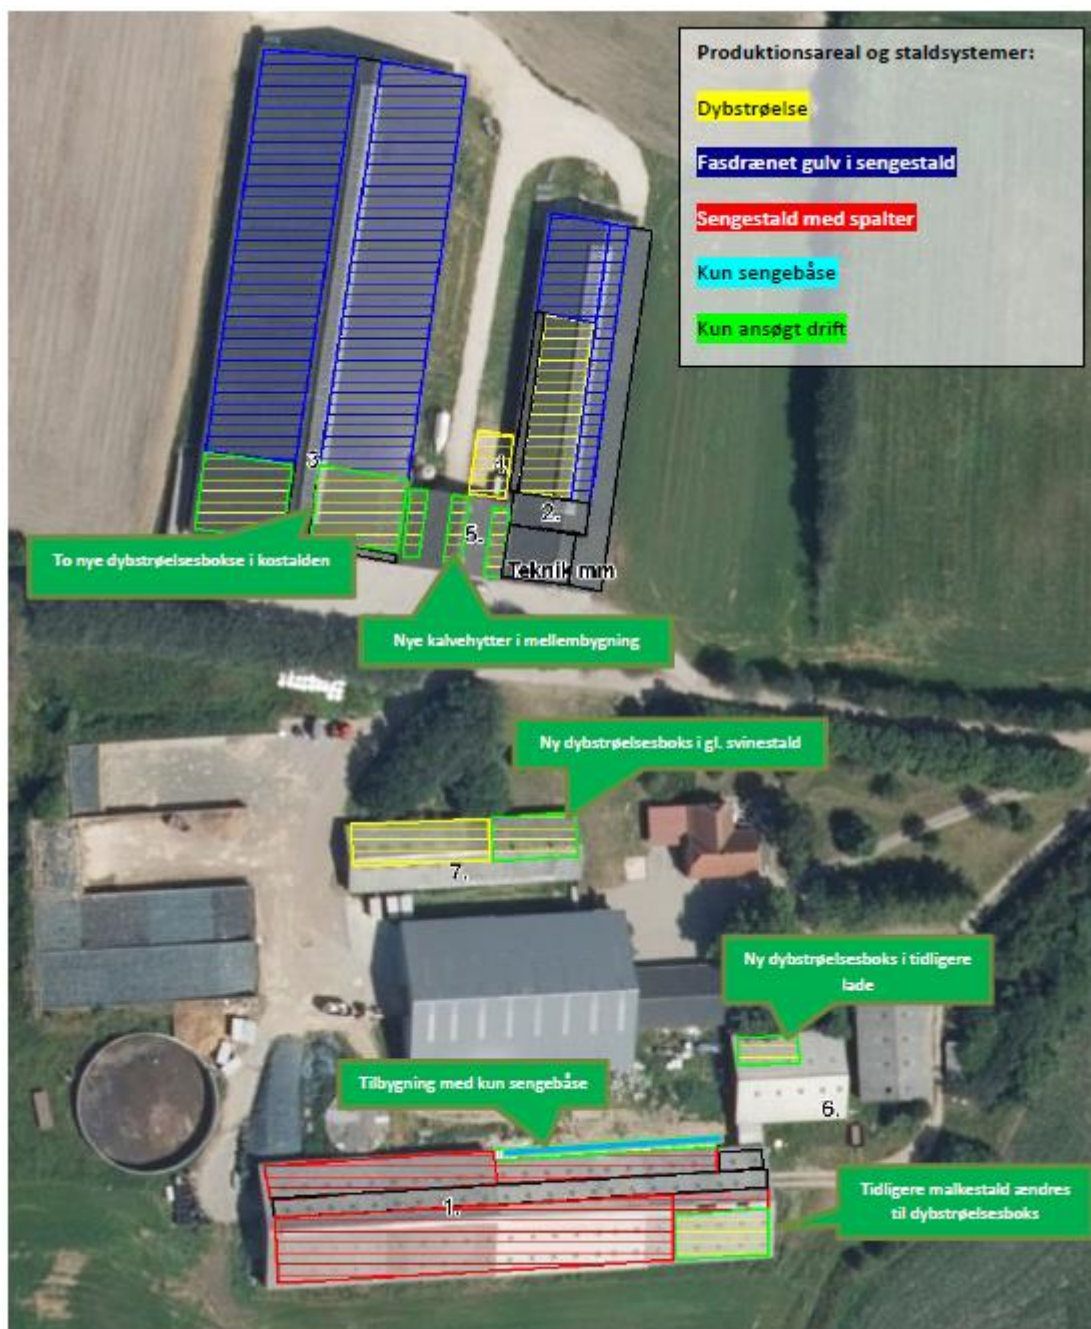 Produktionsareal og staldsystemer:
Dybstrøelse
Fasdrænet gulv i sengestald
Sengestald med spalter
Kun sengebåse
Kun ansøgt drift
3.
4.
2.
5.
Teknik mm
To nye dybstrøelsesbokse i kostalden
Nye kalvehytter i mellembygning
Ny dybstrøelsesboks i gl. svinestald
7.
Ny dybstrøelsesboks i tidligere
lade
Tilbygning med kun sengebåse
6.
Tidligere malkestald ændres
til dybstrøelsesboks
1.